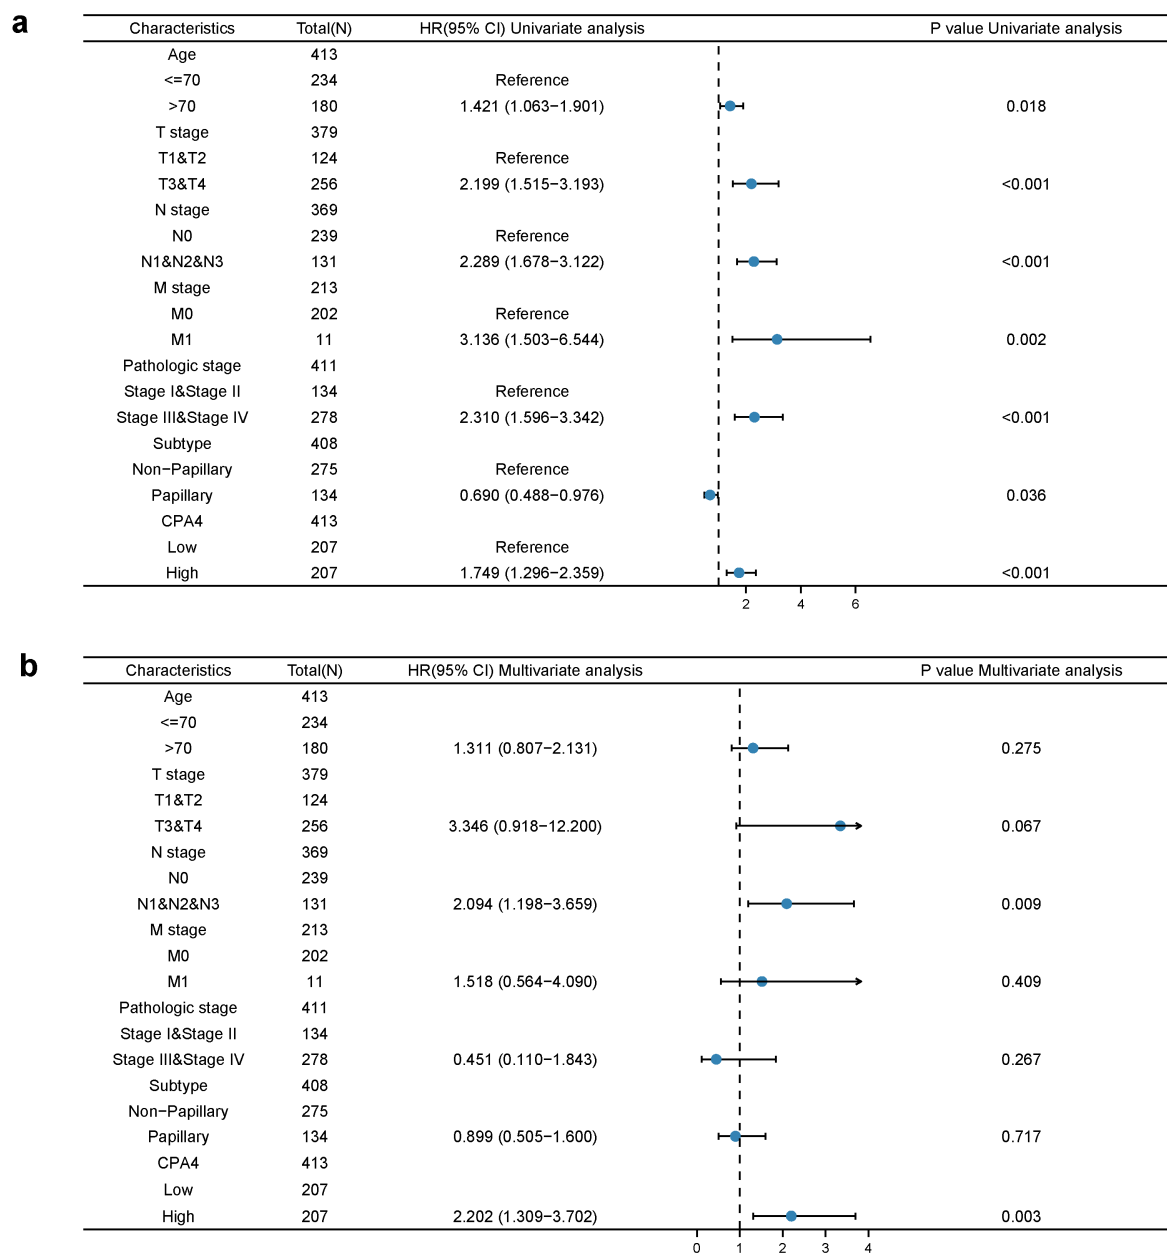 a
Characteristics Total(N) HR(95% CI) Univariate analysis P value Univariate analysis
Age 413
<=70 234 Reference
>70 180 1.421 (1.063−1.901) 0.018
T stage 379
T1&T2 124 Reference
T3&T4 256 2.199 (1.515−3.193) <0.001
N stage 369
N0 239 Reference
N1&N2&N3 131 2.289 (1.678−3.122) <0.001
M stage 213
M0 202 Reference
M1 11 3.136 (1.503−6.544) 0.002
Pathologic stage 411
Stage I&Stage II 134 Reference
Stage III&Stage IV 278 2.310 (1.596−3.342) <0.001
Subtype 408
Non−Papillary 275 Reference
Papillary 134 0.690 (0.488−0.976) 0.036
CPA4 413
Low 207 Reference
High 207 1.749 (1.296−2.359) <0.001
2 4 6
b
Characteristics Total(N) HR(95% CI) Multivariate analysis P value Multivariate analysis
Age 413
<=70 234
>70 180 1.311 (0.807−2.131) 0.275
T stage 379
T1&T2 124
T3&T4 256 3.346 (0.918−12.200) 0.067
N stage 369
N0 239
N1&N2&N3 131 2.094 (1.198−3.659) 0.009
M stage 213
M0 202
M1 11 1.518 (0.564−4.090) 0.409
Pathologic stage 411
Stage I&Stage II 134
Stage III&Stage IV 278 0.451 (0.110−1.843) 0.267
Subtype 408
Non−Papillary 275
Papillary 134 0.899 (0.505−1.600) 0.717
CPA4 413
Low 207
High 207 2.202 (1.309−3.702) 0.003
0 1 2 3 4